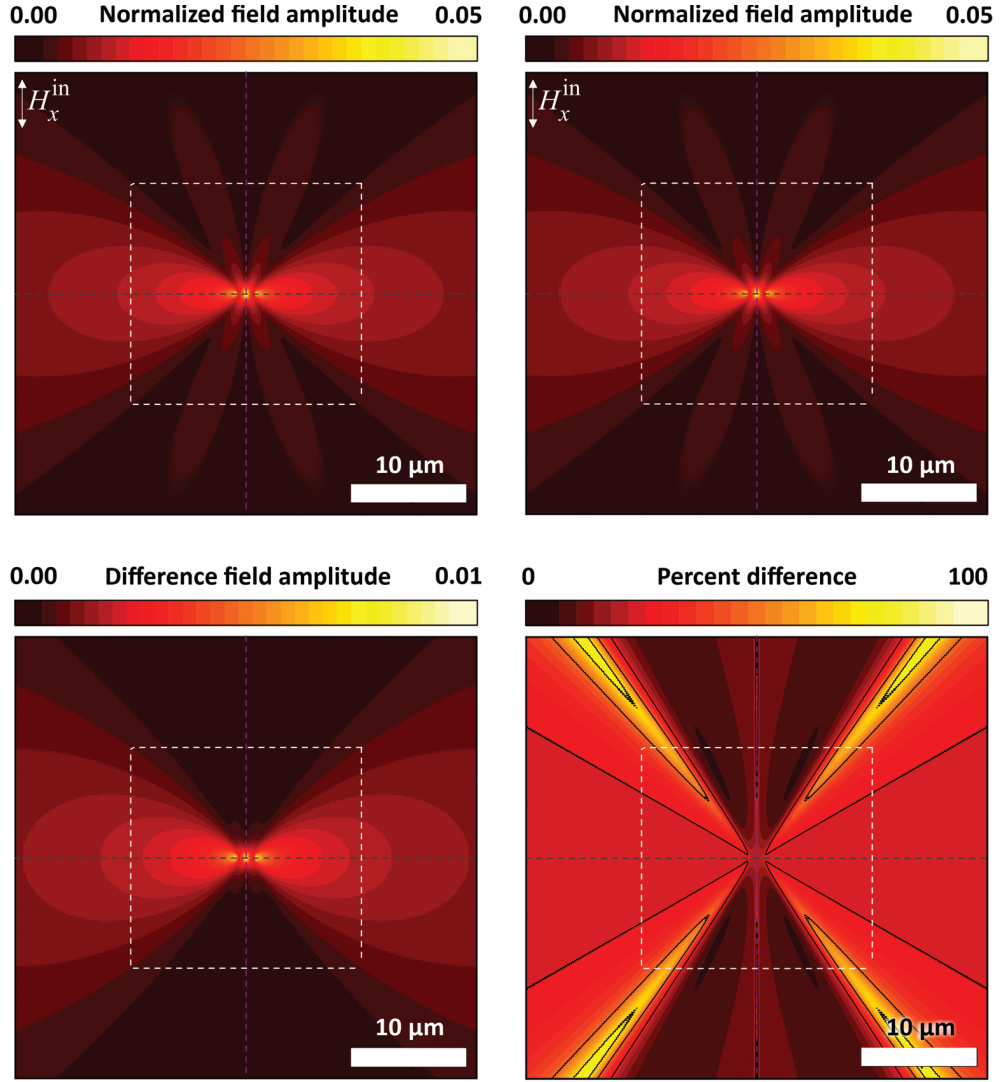 0.00 Normalized field amplitude 0.05
0.00 Normalized field amplitude 0.05
H_x^in
H_x^in
10 µm
10 µm
0.00 Difference field amplitude 0.01
0 Percent difference 100
10 µm
10 µm